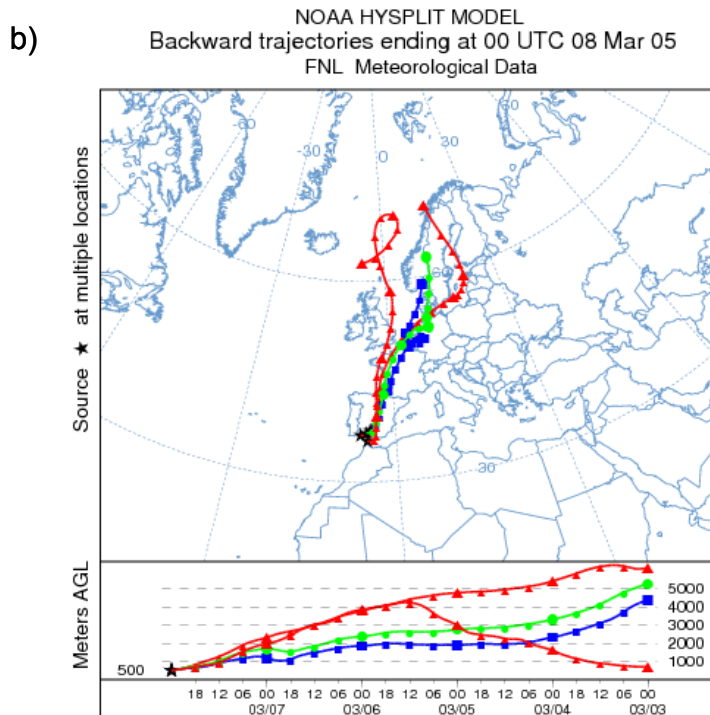 b)
NOAA HYSPLIT MODEL
Backward trajectories ending at 00 UTC 08 Mar 05
FNL Meteorological Data
Source ★ at multiple locations
-60
-30
0
30
60
60
30
Meters AGL
500
5000
4000
3000
2000
1000
18 12 06 00 18 12 06 00 18 12 06 00 18 12 06 00 18 12 06 00
03/07 03/06 03/05 03/04 03/03